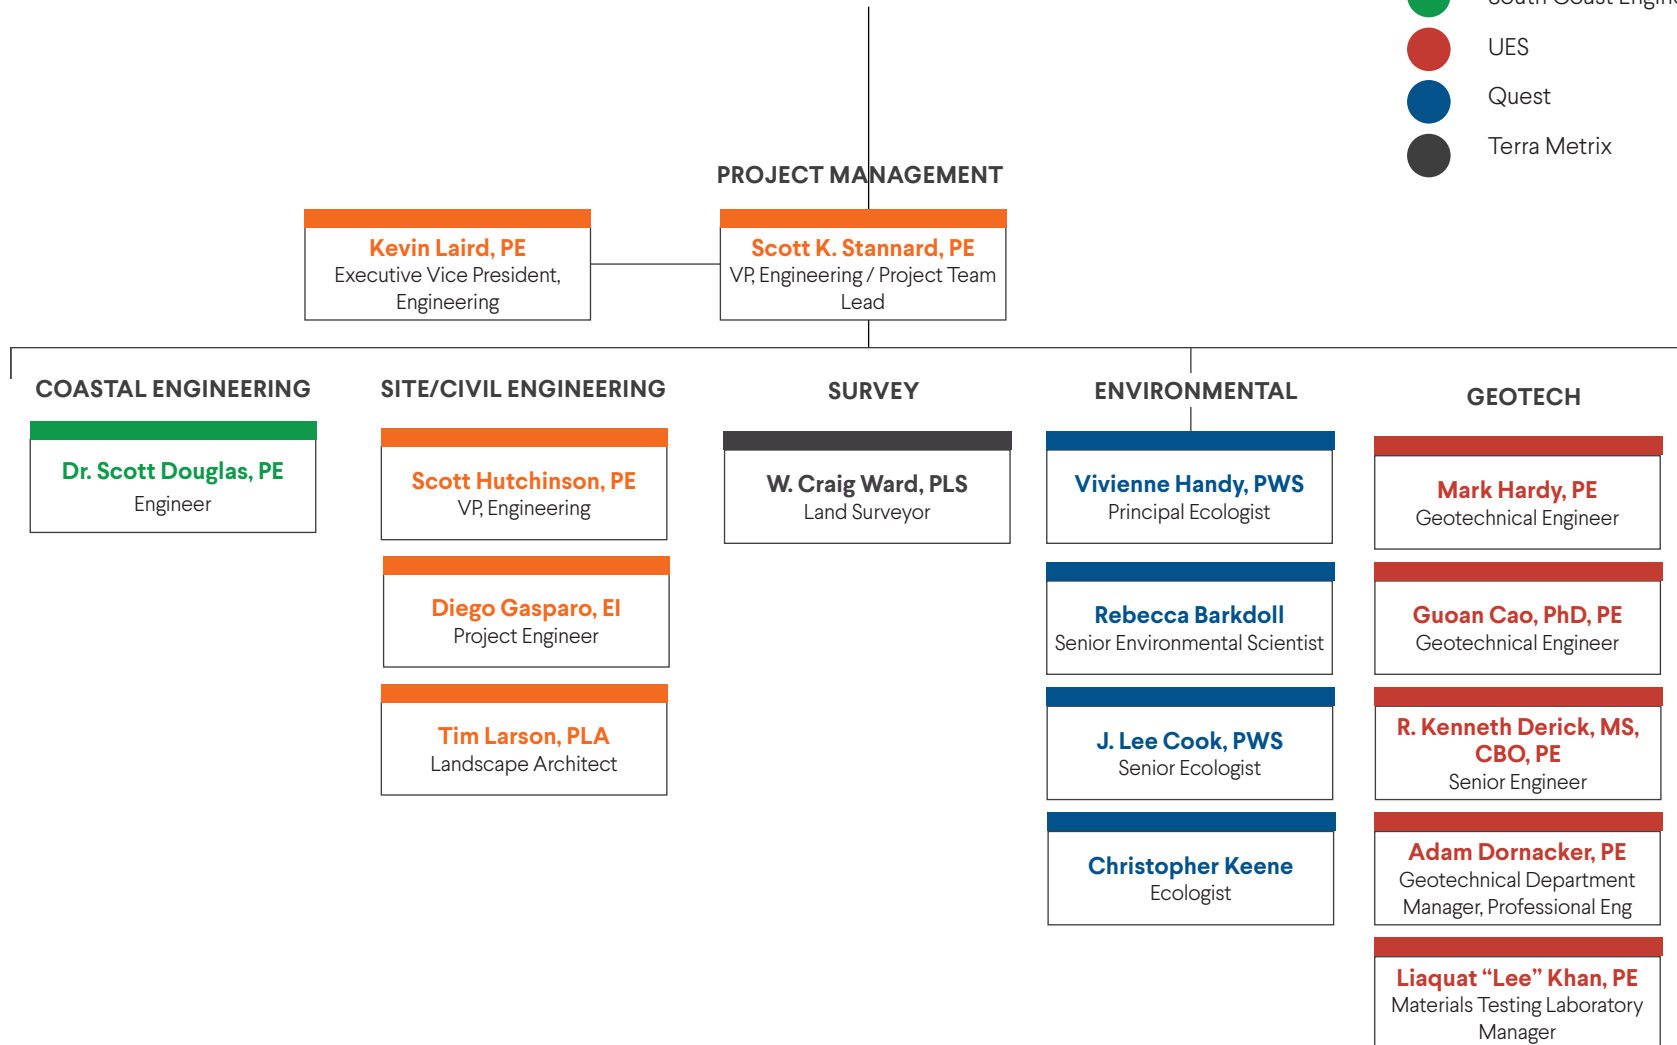 South Coast
UES
Quest
Terra Metrix
PROJECT MANAGEMENT
Kevin Laird, PE
Executive Vice President,
Engineering
Scott K. Stannard, PE
VP, Engineering / Project Team
Lead
COASTAL ENGINEERING
Dr. Scott Douglas, PE
Engineer
SITE/CIVIL ENGINEERING
Scott Hutchinson, PE
VP, Engineering
Diego Gasparo, EI
Project Engineer
Tim Larson, PLA
Landscape Architect
SURVEY
W. Craig Ward, PLS
Land Surveyor
ENVIRONMENTAL
Vivienne Handy, PWS
Principal Ecologist
Rebecca Barkdoll
Senior Environmental Scientist
J. Lee Cook, PWS
Senior Ecologist
Christopher Keene
Ecologist
GEOTECH
Mark Hardy, PE
Geotechnical Engineer
Guoan Cao, PhD, PE
Geotechnical Engineer
R. Kenneth Derick, MS,
CBO, PE
Senior Engineer
Adam Dornacker, PE
Geotechnical Department
Manager, Professional Eng
Liaquat “Lee” Khan, PE
Materials Testing Laboratory
Manager